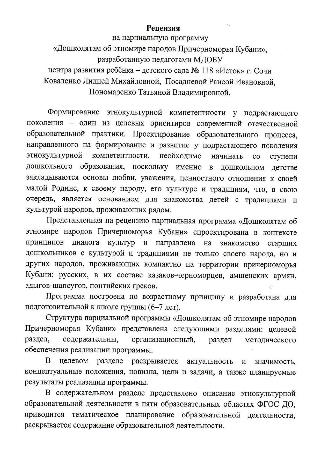 Рецензия
на парциальную программу
«Дошколятам об этномире народов Причерноморья Кубани»,
разработанную педагогами МДОБУ
центра развития ребёнка – детского сада № 118 «Исток» г. Сочи
Коваленко Лидией Михайловной, Посадневой Раисой Ивановной,
Пономаренко Татьяной Владимировной.
Формирование этнокультурной компетентности у подрастающего
поколения – один из целевых ориентиров современной отечественной
образовательной практики. Проектирование образовательного процесса,
направленного на формирование и развитие у подрастающего поколения
этнокультурной компетентности, необходимо начинать со ступени
дошкольного образования, поскольку именно в дошкольном детстве
закладываются основы любви, уважения, ценностного отношения к своей
малой Родине, к своему народу, его культуре и традициям, что, в свою
очередь, является основанием для знакомства детей с традициями и
культурой народов, проживающих рядом.
Представленная на рецензию парциальная программа «Дошколятам об
этномире народов Причерноморья Кубани» спроектирована в контексте
принципов диалога культур и направлена на знакомство старших
дошкольников с культурой и традициями не только своего народа, но и
других народов, проживающих компактно на территории причерноморья
Кубани: русских, в их составе казаков-черноморцев, амшенских армян,
адыгов-шапсугов, понтийских греков.
Программа построена по возрастному принципу и разработана для
подготовительной к школе группы (6–7 лет).
Структура парциальной программы «Дошколятам об этномире народов
Причерноморья Кубани» представлена следующими разделами: целевой
раздел, содержательный, организационный, раздел методического
обеспечения реализации программы.
В целевом разделе раскрывается актуальность и значимость,
концептуальные положения, новизна, цели и задачи, а также планируемые
результаты реализации программы.
В содержательном разделе представлено описание этнокультурной
образовательной деятельности в пяти образовательных областях ФГОС ДО,
приводится тематическое планирование образовательной деятельности,
раскрывается содержание образовательной деятельности.